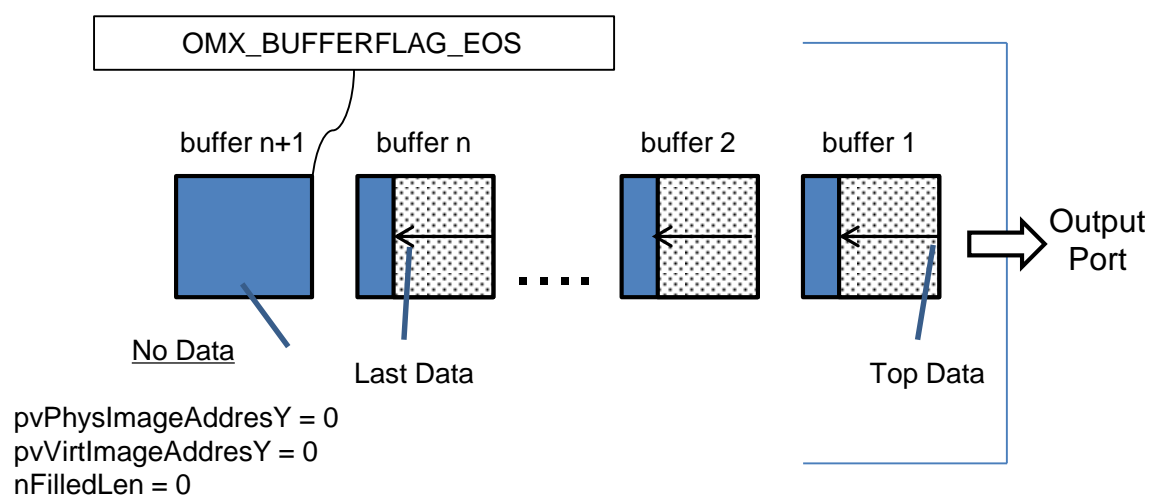 OMX_BUFFERFLAG_EOS
buffer n+1
buffer n
buffer 2
buffer 1
....
Output
Port
No Data
Last Data
Top Data
pvPhysImageAddresY = 0
pvVirtImageAddresY = 0
nFilledLen = 0